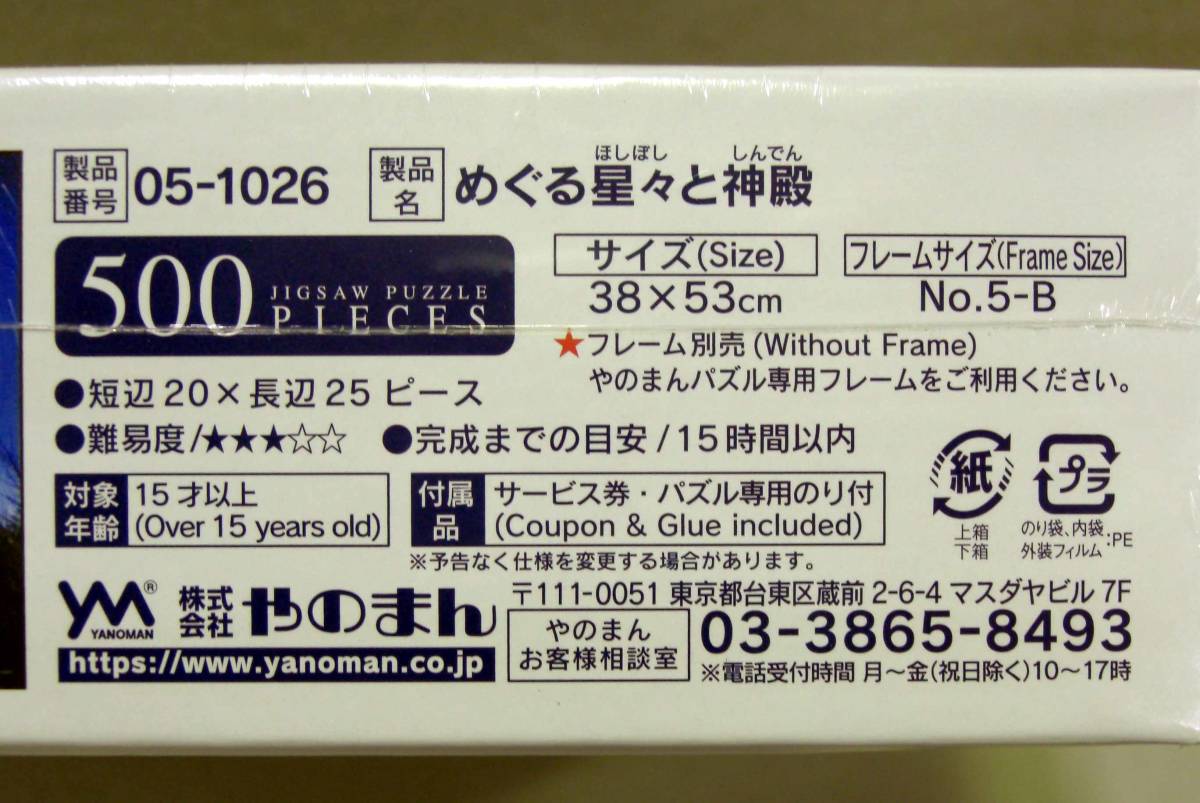 製品番号 05-1026 製品名 めぐる星々と神殿
ほしぼし しんでん
500 JIGSAW PUZZLE PIECES
サイズ(Size) フレームサイズ(Frame Size)
38×53cm No.5-B
★フレーム別売(Without Frame)
やのまんパズル専用フレームをご利用ください。
●短辺20×長辺25 ピース
●難易度/★★★☆☆ ●完成までの目安/15時間以内
対象年齢 15才以上
(Over 15 years old)
付属品 サービス券・パズル専用のり付
(Coupon & Glue included)
※予告なく仕様を変更する場合があります。
紙
上箱
下箱
プラ
のり袋、内袋、
外装フィルム:PE
YM® YANOMAN 株式会社 やのまん
https://www.yanoman.co.jp
〒111-0051 東京都台東区蔵前 2-6-4 マスダヤビル 7F
やのまん
お客様相談室
03-3865-8493
※電話受付時間 月～金(祝日除く)10～17時